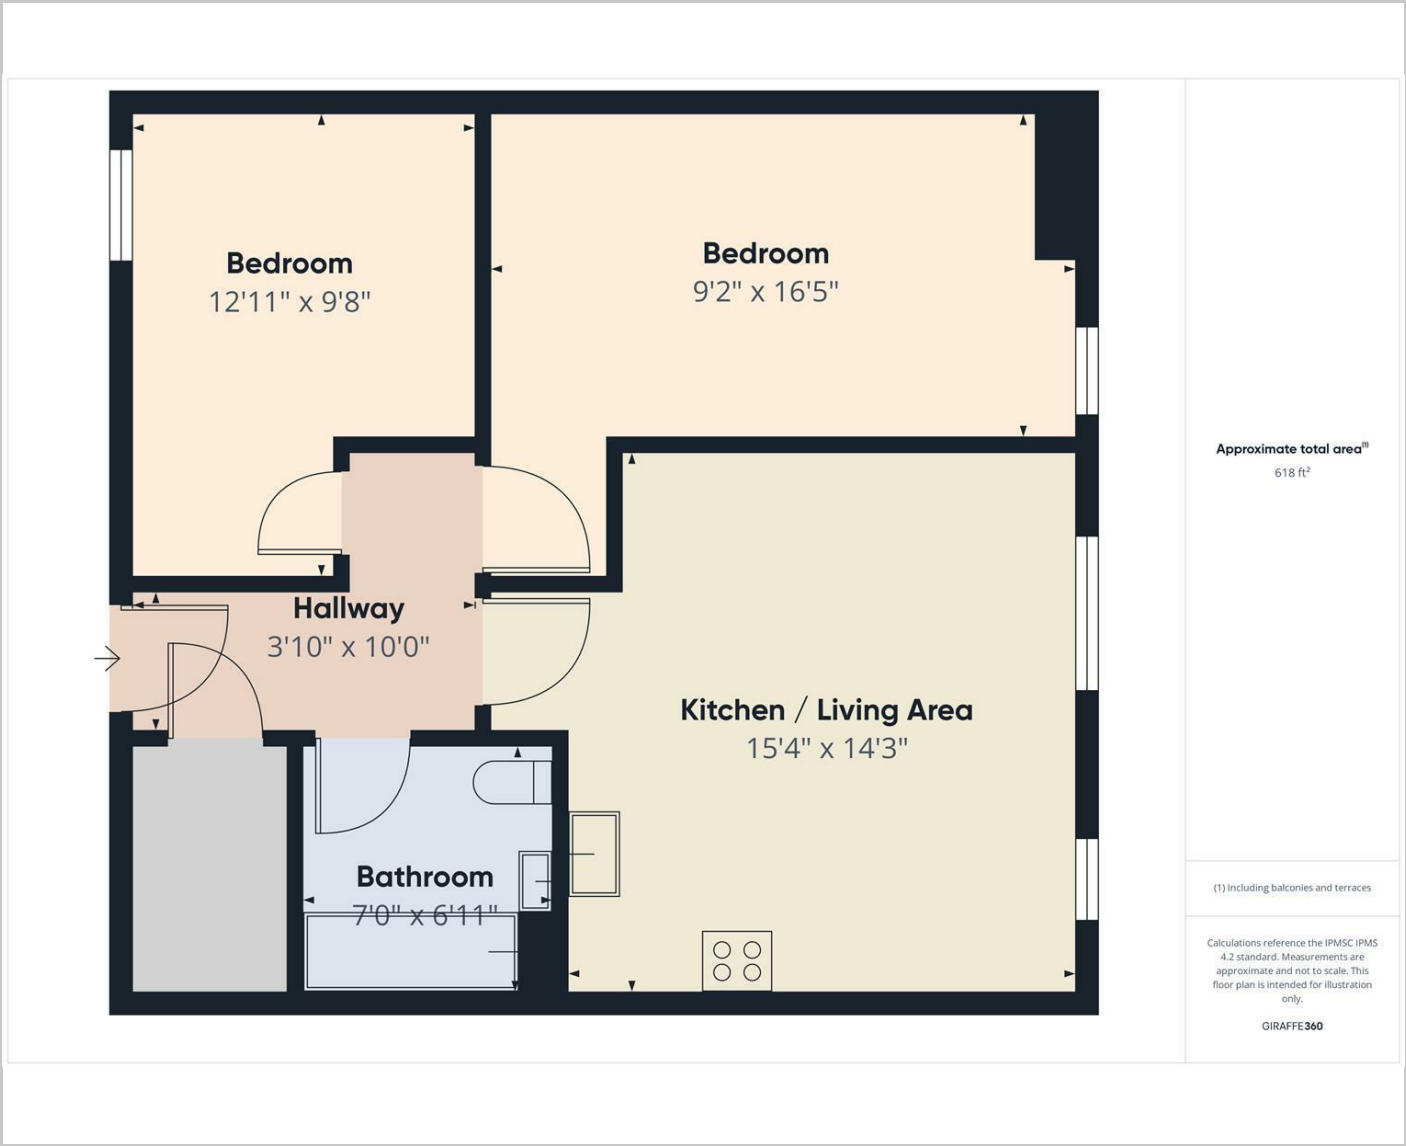 Bedroom
12'11" x 9'8"
Bedroom
9'2" x 16'5"
Hallway
3'10" x 10'0"
Kitchen / Living Area
15'4" x 14'3"
Bathroom
7'0" x 6'11"
Approximate total area(1)
618 ft²
(1) Including balconies and terraces
Calculations reference the IPMSC IPMS
4.2 standard. Measurements are
approximate and not to scale. This
floor plan is intended for illustration
only.
GIRAFFE360